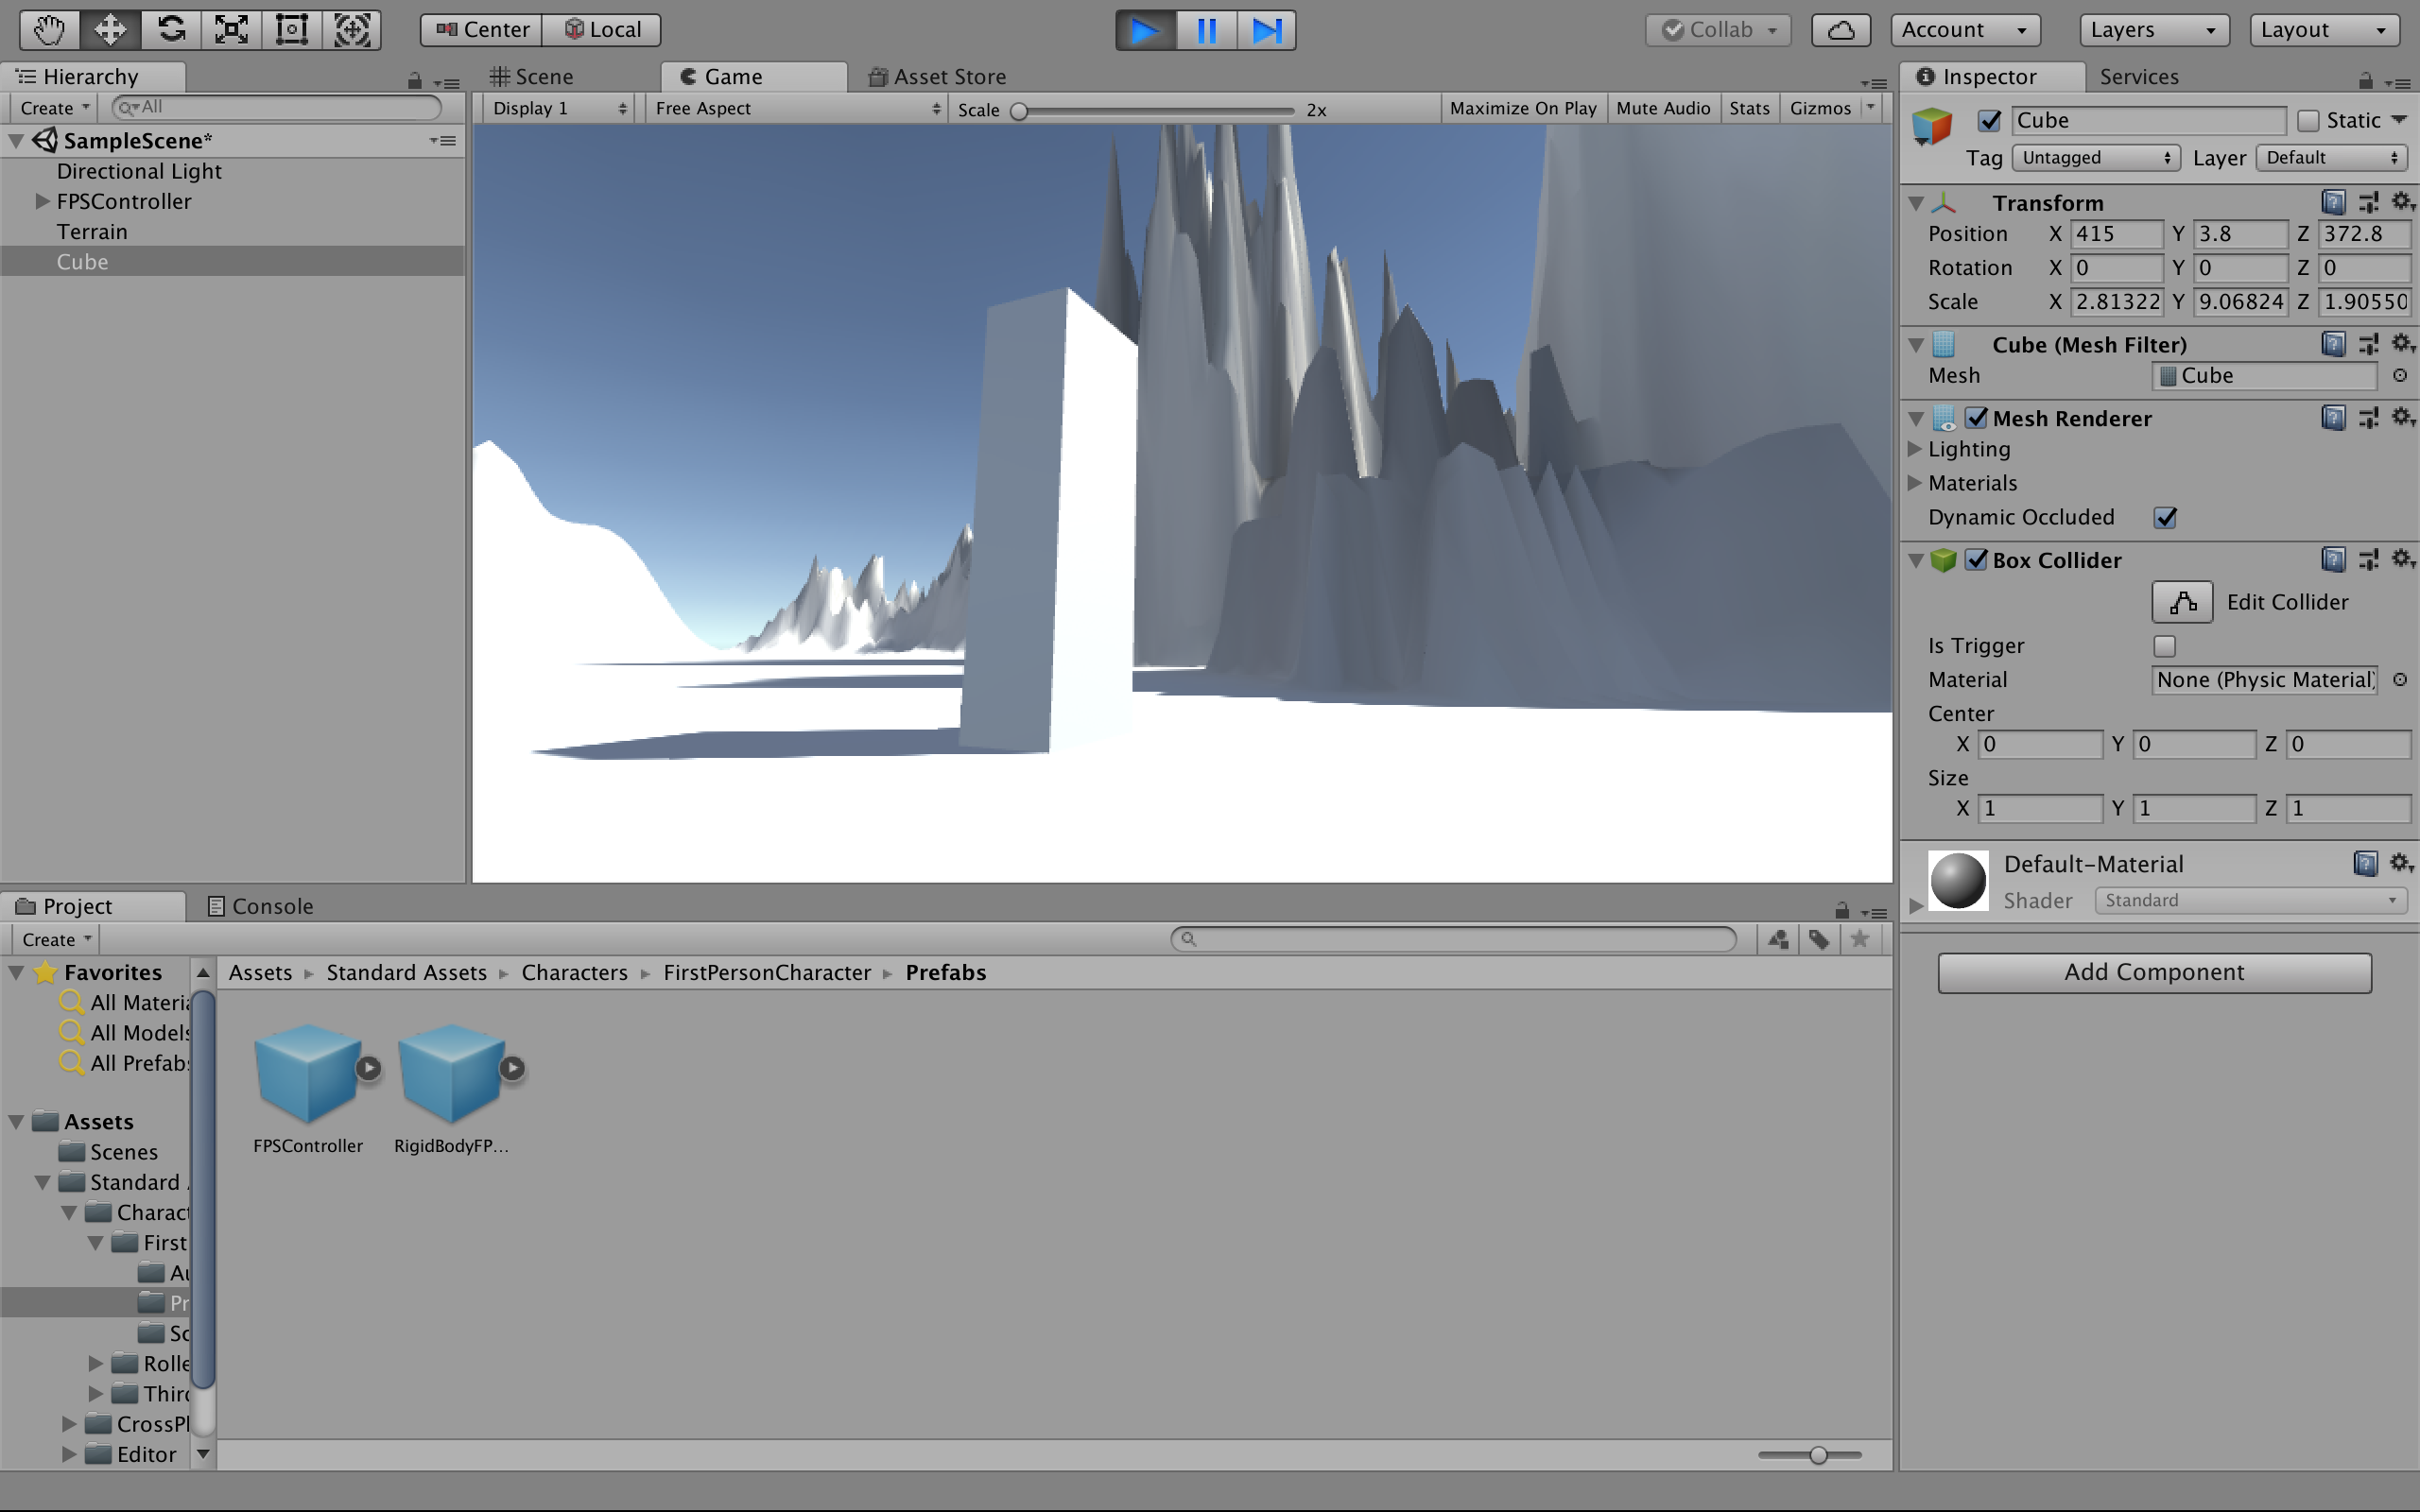 Center Local Collab Account Layers Layout
Hierarchy
Create All
SampleScene*
Directional Light
FPSController
Terrain
Cube
Scene Game Asset Store
Display 1 Free Aspect Scale 2x Maximize On Play Mute Audio Stats Gizmos
Inspector Services
Cube Static
Tag Untagged Layer Default
Transform
Position X 415 Y 3.8 Z 372.8
Rotation X 0 Y 0 Z 0
Scale X 2.81322 Y 9.06824 Z 1.90550
Cube (Mesh Filter)
Mesh Cube
Mesh Renderer
Lighting
Materials
Dynamic Occluded
Box Collider
Edit Collider
Is Trigger
Material None (Physic Material)
Center
X 0 Y 0 Z 0
Size
X 1 Y 1 Z 1
Default-Material
Shader Standard
Add Component
Project Console
Create
Favorites
All Materia
All Models
All Prefabs
Assets
Scenes
Standard
Charact
First
Au
Pr
Sc
Rolle
Third
CrossPl
Editor
Assets Standard Assets Characters FirstPersonCharacter Prefabs
FPSController RigidBodyFP...